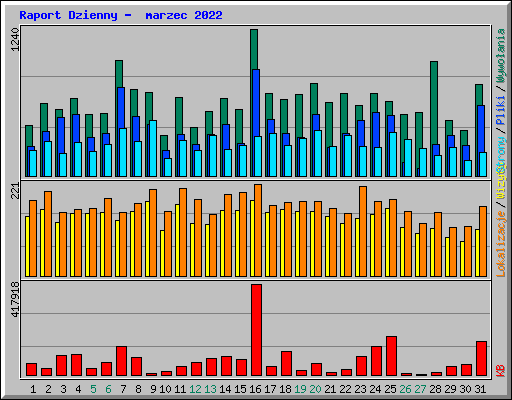 Raport Dzienny - marzec 2022
1240
221
417918
Wywolania / Pliki / Strony
Lokalizacje / Wizyty
KB
1 2 3 4 5 6 7 8 9 10 11 12 13 14 15 16 17 18 19 20 21 22 23 24 25 26 27 28 29 30 31